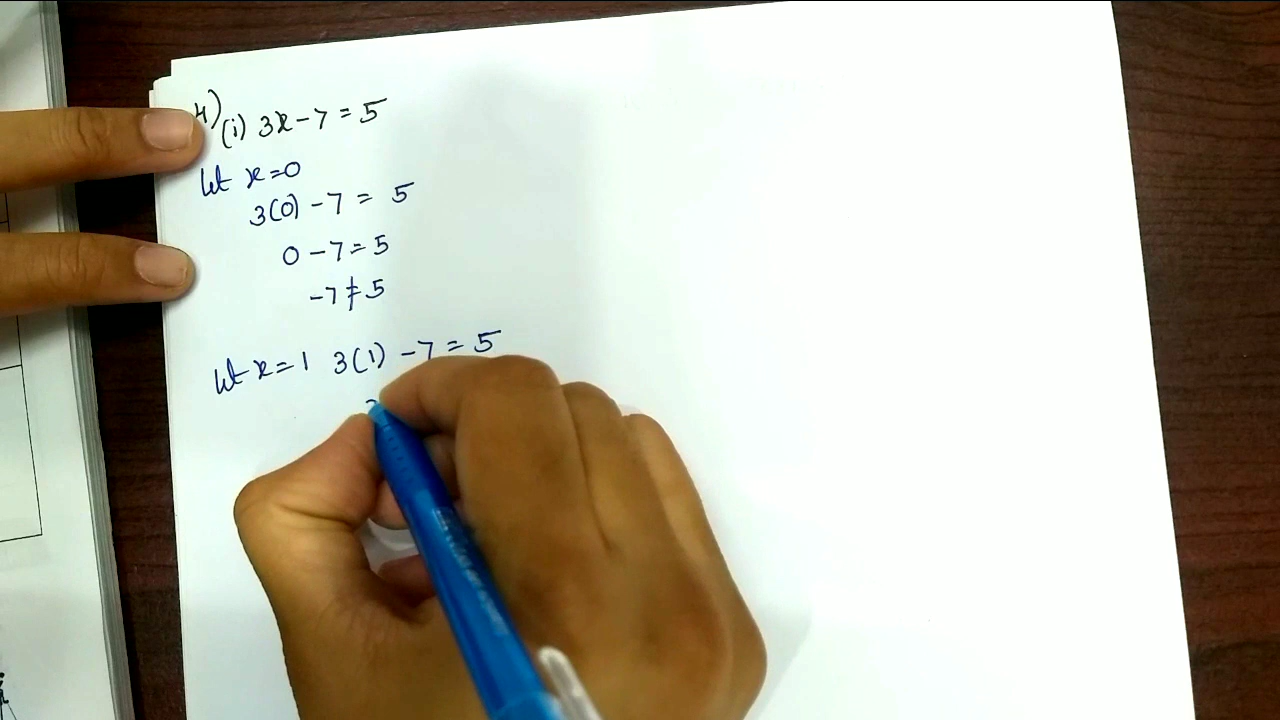 4) (i) 3x - 7 = 5
let x = 0
3(0) - 7 = 5
0 - 7 = 5
-7 ≠ 5
let x = 1 3(1) - 7 = 5